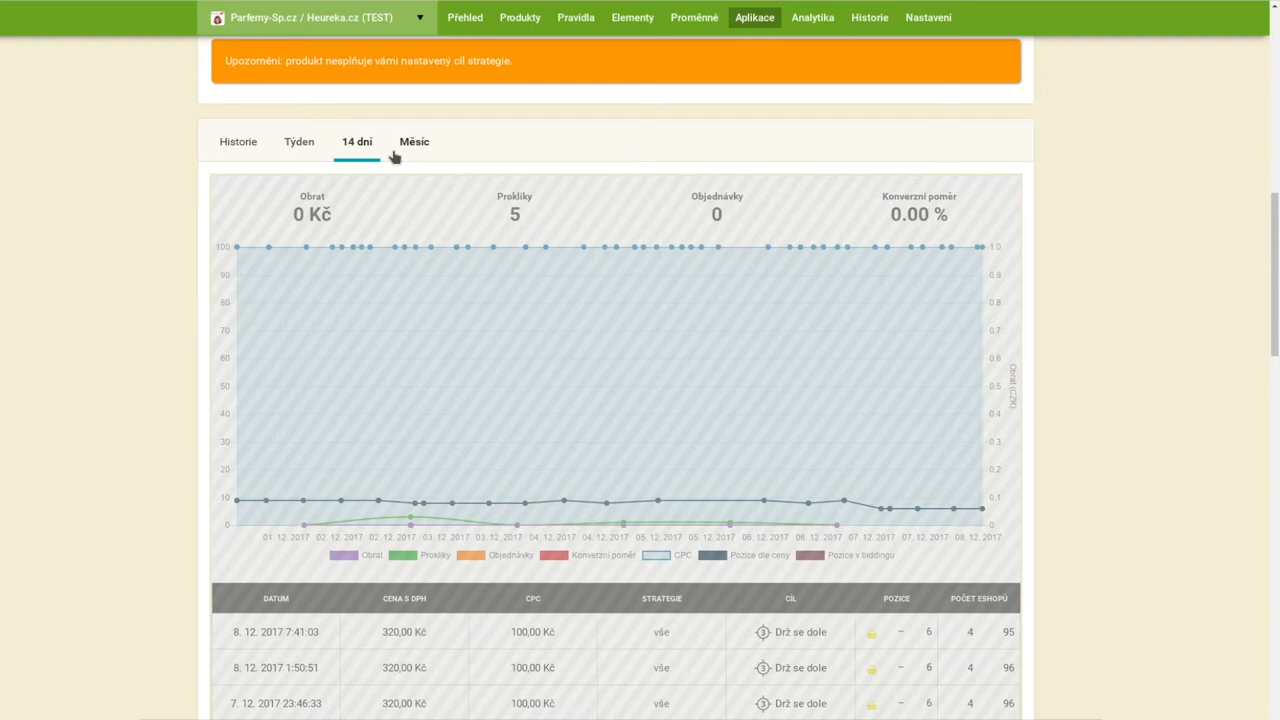 Parfemy-Sp.cz / Heureka.cz (TEST) ▼ Přehled Produkty Pravidla Elementy Proměnné Aplikace Analytika Historie Nastavení
Upozornění: produkt nesplňuje vámi nastavený cíl strategie.
Historie Týden 14 dní Měsíc
Obrat Prokliky Objednávky Konverzní poměr
0 Kč 5 0 0.00 %
100 1.0
90 0.9
80 0.8
70 0.7
60 0.6
50 0.5
40 0.4
30 0.3
20 0.2
10 0.1
0 0
Obrat (CZK)
01. 12. 2017 02. 12. 2017 02. 12. 2017 03. 12. 2017 03. 12. 2017 04. 12. 2017 04. 12. 2017 05. 12. 2017 05. 12. 2017 06. 12. 2017 06. 12. 2017 07. 12. 2017 07. 12. 2017 08. 12. 2017
Obrat Prokliky Objednávky Konverzní poměr CPC Pozice dle ceny Pozice v biddingu
DATUM CENA S DPH CPC STRATEGIE CÍL POZICE POČET ESHOPŮ
8. 12. 2017 7:41:03 320,00 Kč 100,00 Kč vše 3 Drž se dole – 6 4 95
8. 12. 2017 1:50:51 320,00 Kč 100,00 Kč vše 3 Drž se dole – 6 4 96
7. 12. 2017 23:46:33 320,00 Kč 100,00 Kč vše 3 Drž se dole – 6 4 96